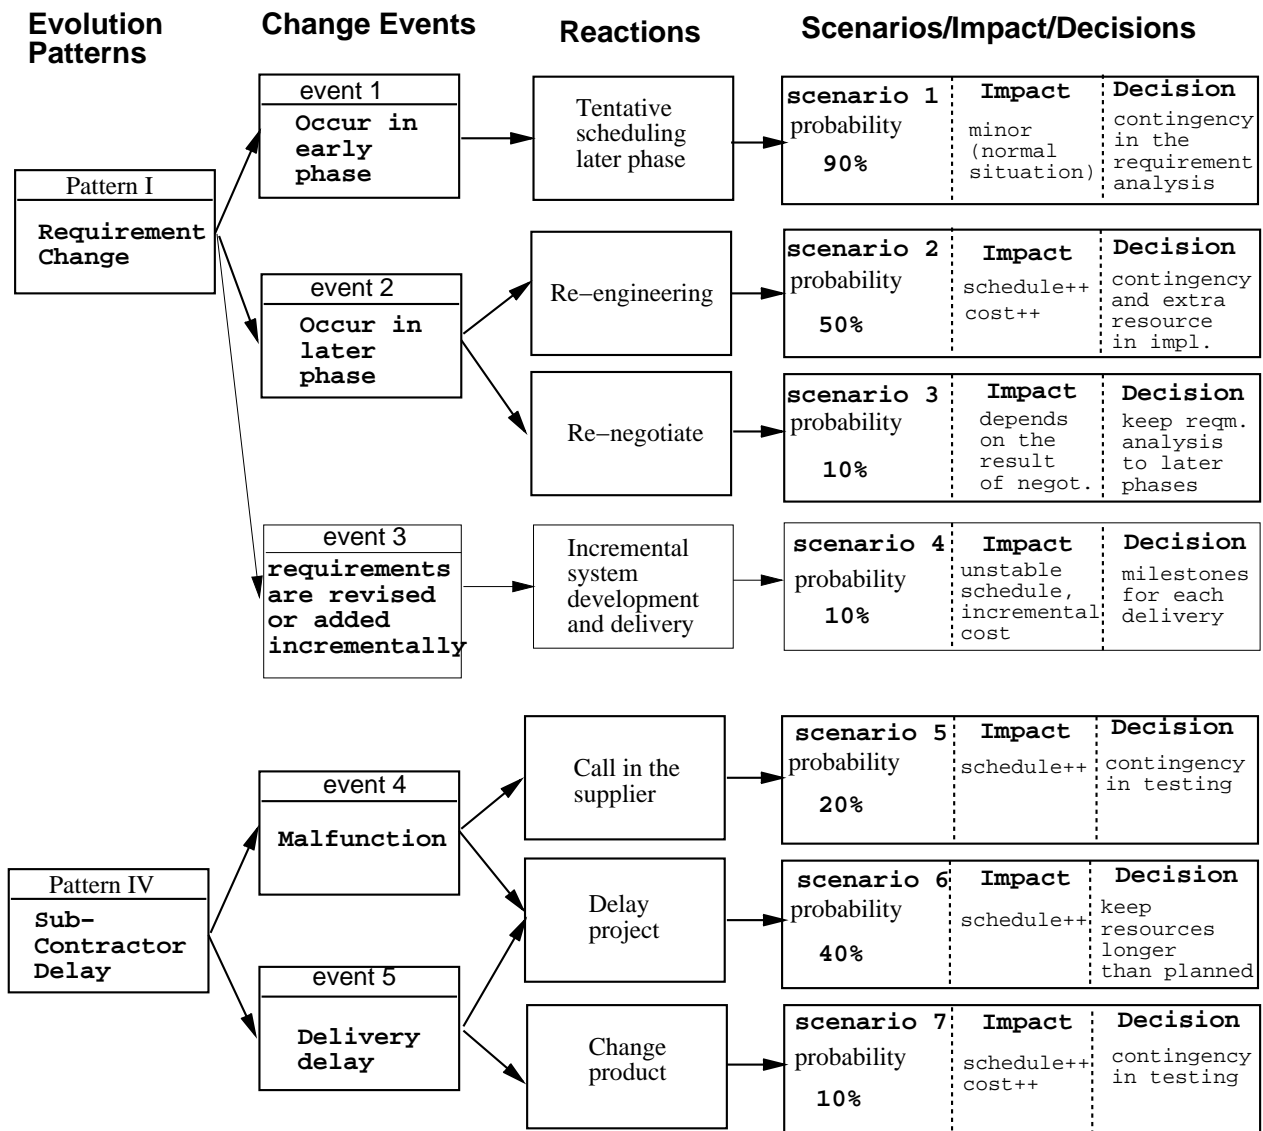 Evolution
Patterns
Change Events
Reactions
Scenarios/Impact/Decisions
Pattern I
Requirement
Change
event 1
Occur in
early
phase
Tentative
scheduling
later phase
scenario 1
probability
90%
Impact
minor
(normal
situation)
Decision
contingency
in the
requirement
analysis
event 2
Occur in
later
phase
Re−engineering
scenario 2
probability
50%
Impact
schedule++
cost++
Decision
contingency
and extra
resource
in impl.
Re−negotiate
scenario 3
probability
10%
Impact
depends
on the
result
of negot.
Decision
keep reqm.
analysis
to later
phases
event 3
requirements
are revised
or added
incrementally
Incremental
system
development
and delivery
scenario 4
probability
10%
Impact
unstable
schedule,
incremental
cost
Decision
milestones
for each
delivery
Pattern IV
Sub−
Contractor
Delay
event 4
Malfunction
Call in the
supplier
scenario 5
probability
20%
Impact
schedule++
Decision
contingency
in testing
Delay
project
scenario 6
probability
40%
Impact
schedule++
Decision
keep
resources
longer
than planned
event 5
Delivery
delay
Change
product
scenario 7
probability
10%
Impact
schedule++
cost++
Decision
contingency
in testing